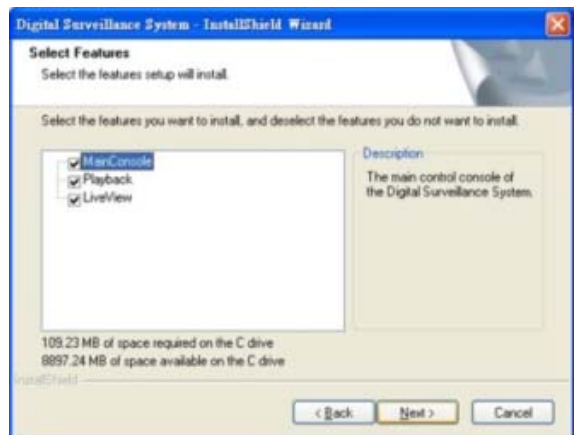 Digital Surveillance System - InstallShield Wizard
Select Features
Select the features setup will install.
Select the features you want to install, and deselect the features you do not want to install.
MainConsole
Playback
LiveView
Description
The main control console of
the Digital Surveillance System.
109.23 MB of space required on the C drive
8897.24 MB of space available on the C drive
InstallShield
< Back
Next >
Cancel